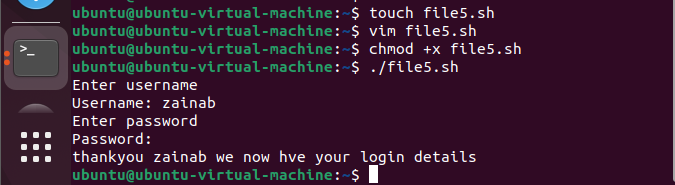 ubuntu@ubuntu-virtual-machine:~$ touch file5.sh
ubuntu@ubuntu-virtual-machine:~$ vim file5.sh
ubuntu@ubuntu-virtual-machine:~$ chmod +x file5.sh
ubuntu@ubuntu-virtual-machine:~$ ./file5.sh
Enter username
Username: zainab
Enter password
Password:
thankyou zainab we now hve your login details
ubuntu@ubuntu-virtual-machine:~$